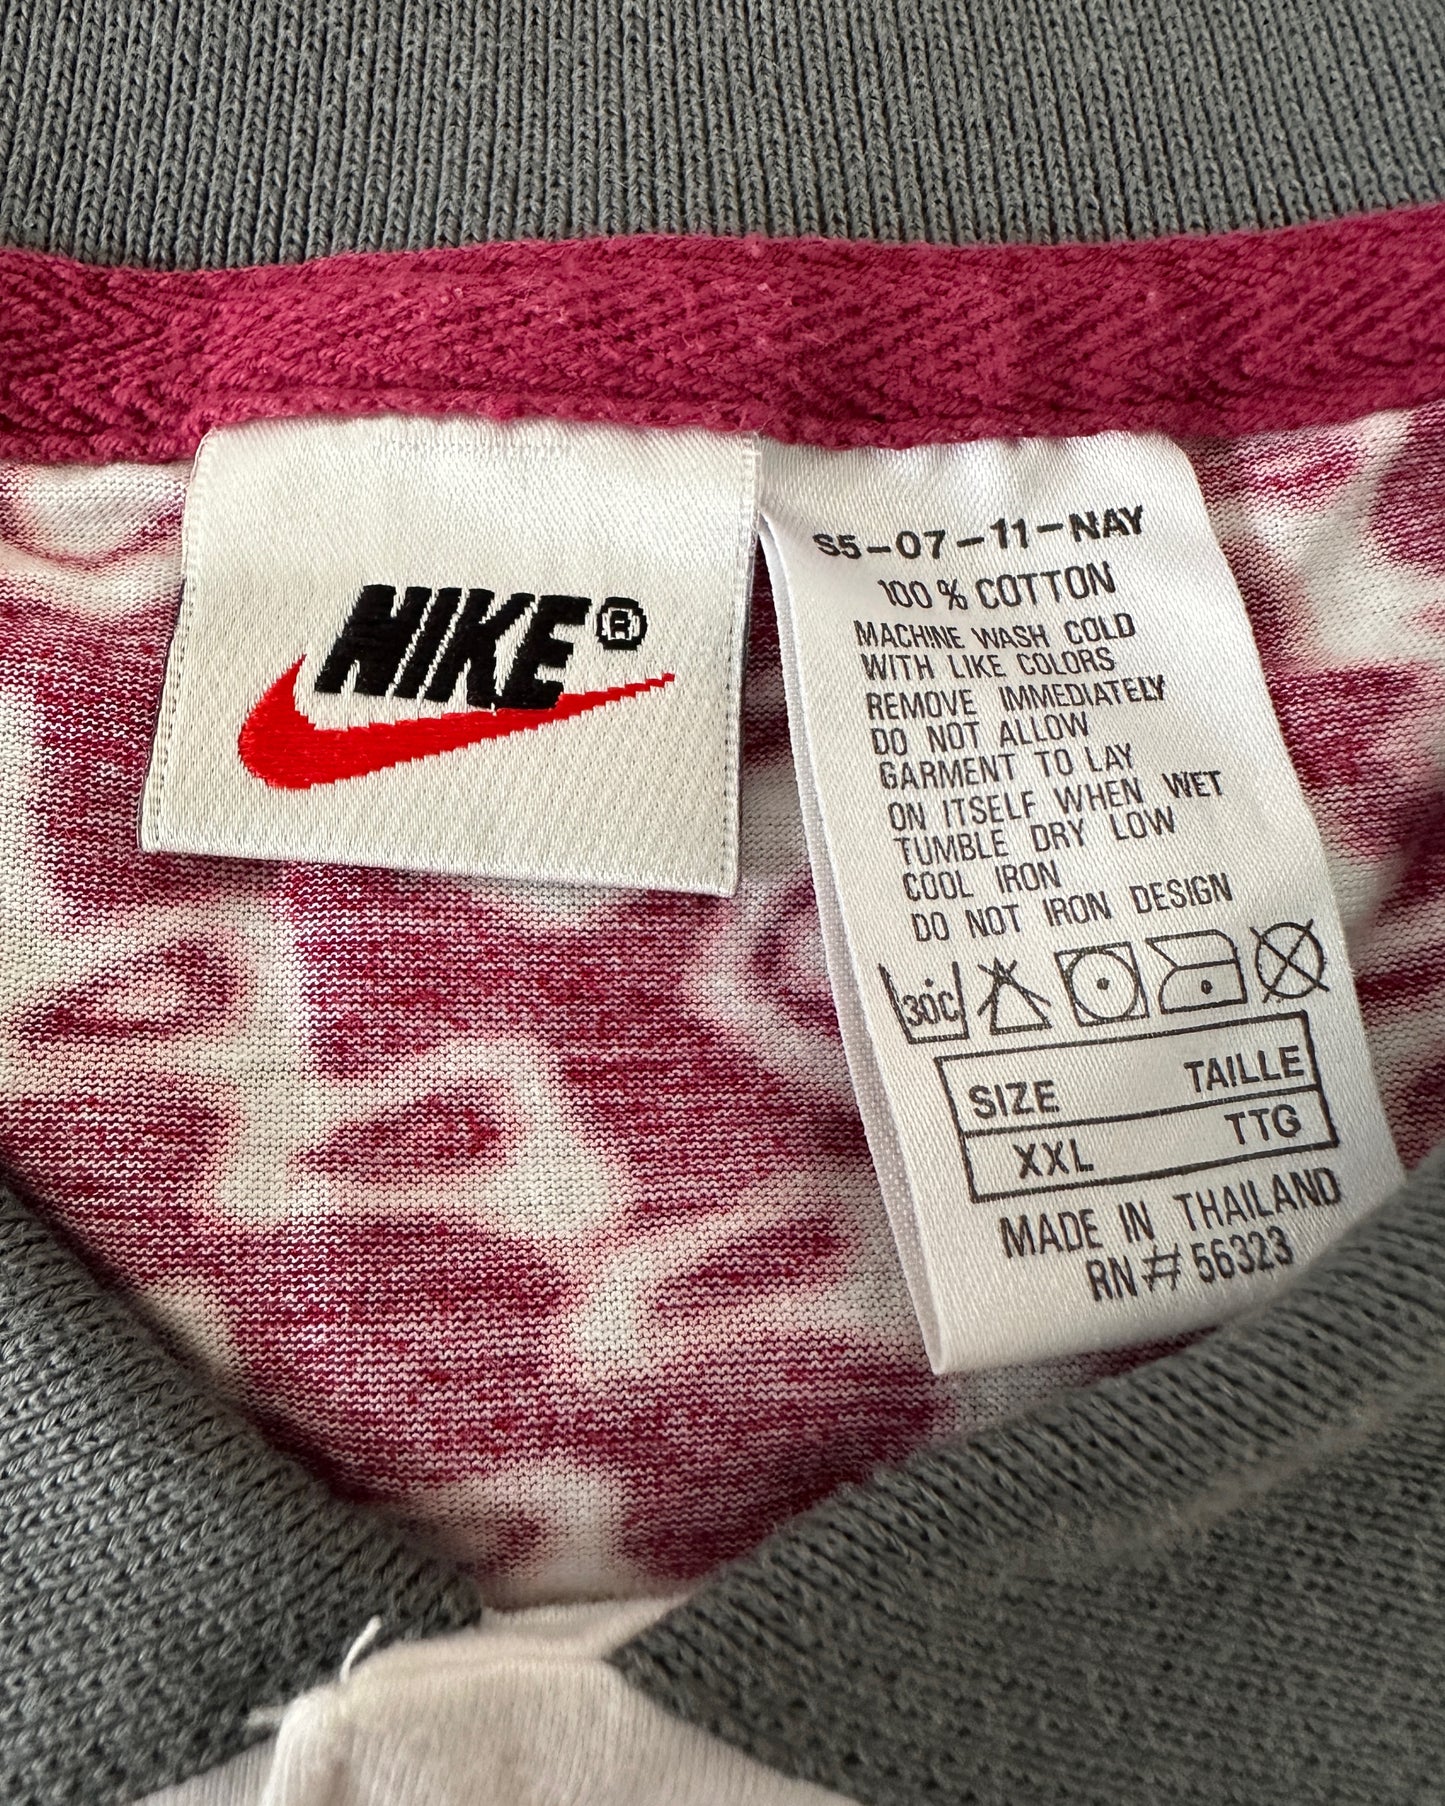 NIKE®
S5-07-11-NAY
100% COTTON
MACHINE WASH COLD
WITH LIKE COLORS
REMOVE IMMEDIATELY
DO NOT ALLOW
GARMENT TO LAY
ON ITSELF WHEN WET
TUMBLE DRY LOW
COOL IRON
DO NOT IRON DESIGN
30C
SIZE TAILLE
XXL TTG
MADE IN THAILAND
RN# 56323